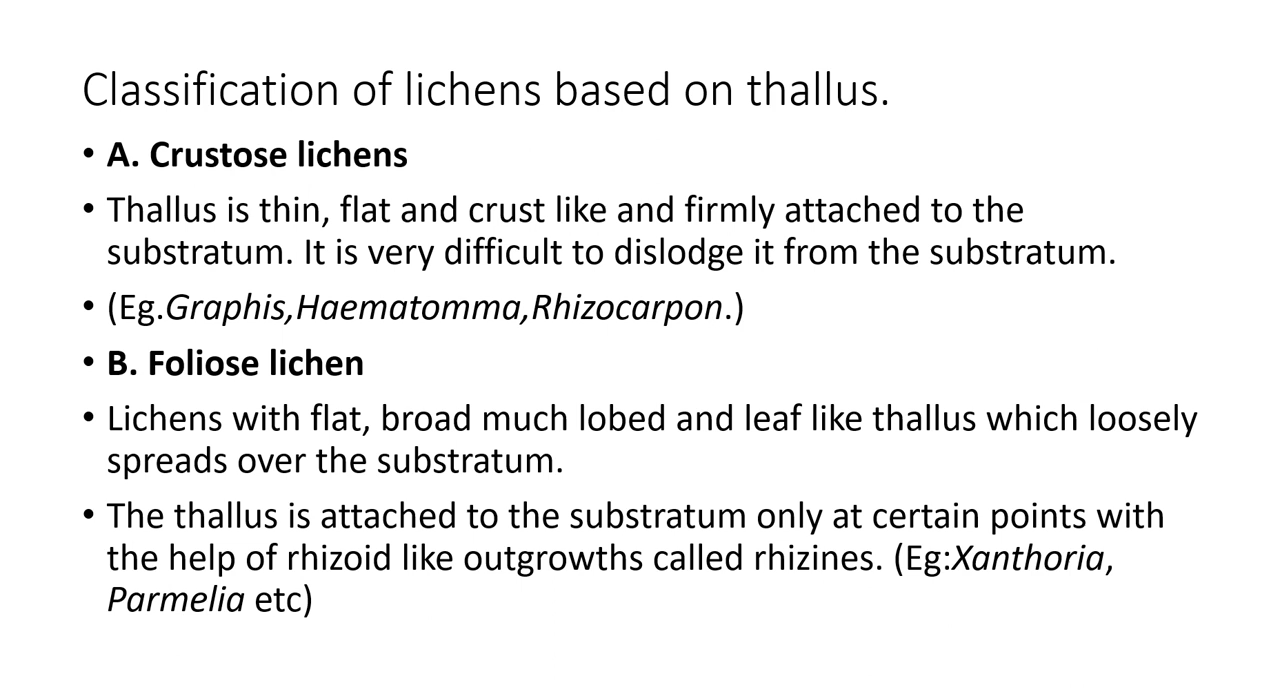 Classification of lichens based on thallus.
• A. Crustose lichens
• Thallus is thin, flat and crust like and firmly attached to the
substratum. It is very difficult to dislodge it from the substratum.
• (Eg.Graphis,Haematomma,Rhizocarpon.)
• B. Foliose lichen
• Lichens with flat, broad much lobed and leaf like thallus which loosely
spreads over the substratum.
• The thallus is attached to the substratum only at certain points with
the help of rhizoid like outgrowths called rhizines. (Eg:Xanthoria,
Parmelia etc)